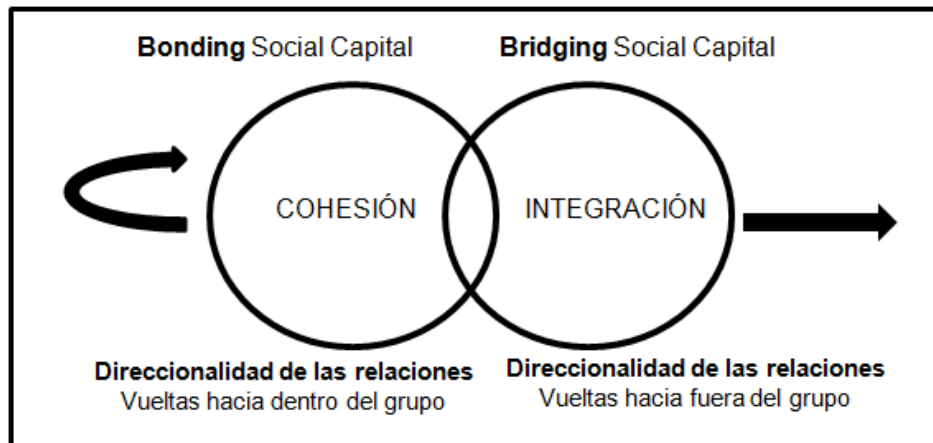 Bonding Social Capital
Bridging Social Capital
COHESIÓN
INTEGRACIÓN
Direccionalidad de las relaciones
Vueltas hacia dentro del grupo
Direccionalidad de las relaciones
Vueltas hacia fuera del grupo